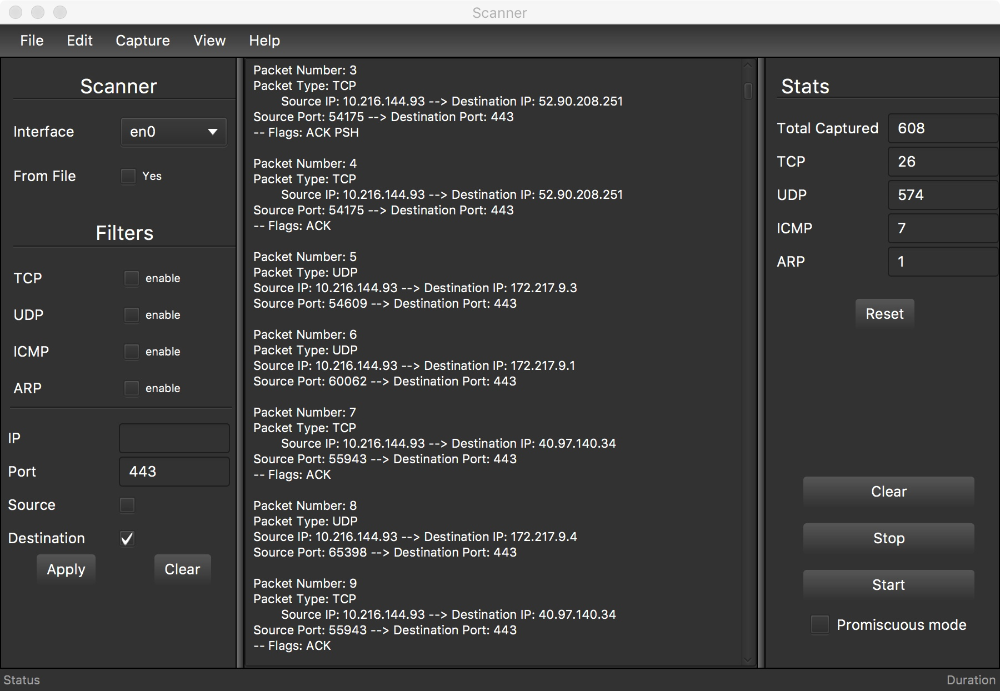 Scanner
File Edit Capture View Help
Scanner
Interface en0
From File Yes
Filters
TCP enable
UDP enable
ICMP enable
ARP enable
IP
Port 443
Source
Destination
Apply Clear
Packet Number: 3
Packet Type: TCP
Source IP: 10.216.144.93 --> Destination IP: 52.90.208.251
Source Port: 54175 --> Destination Port: 443
-- Flags: ACK PSH
Packet Number: 4
Packet Type: TCP
Source IP: 10.216.144.93 --> Destination IP: 52.90.208.251
Source Port: 54175 --> Destination Port: 443
-- Flags: ACK
Packet Number: 5
Packet Type: UDP
Source IP: 10.216.144.93 --> Destination IP: 172.217.9.3
Source Port: 54609 --> Destination Port: 443
Packet Number: 6
Packet Type: UDP
Source IP: 10.216.144.93 --> Destination IP: 172.217.9.1
Source Port: 60062 --> Destination Port: 443
Packet Number: 7
Packet Type: TCP
Source IP: 10.216.144.93 --> Destination IP: 40.97.140.34
Source Port: 55943 --> Destination Port: 443
-- Flags: ACK
Packet Number: 8
Packet Type: UDP
Source IP: 10.216.144.93 --> Destination IP: 172.217.9.4
Source Port: 65398 --> Destination Port: 443
Packet Number: 9
Packet Type: TCP
Source IP: 10.216.144.93 --> Destination IP: 40.97.140.34
Source Port: 55943 --> Destination Port: 443
-- Flags: ACK
Stats
Total Captured 608
TCP 26
UDP 574
ICMP 7
ARP 1
Reset
Clear
Stop
Start
Promiscuous mode
Status Duration